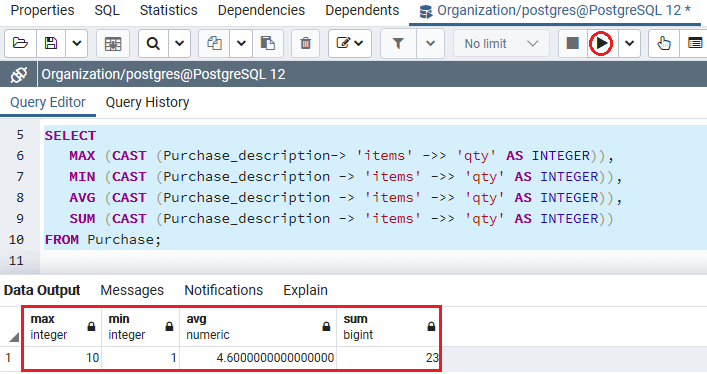 Properties SQL Statistics Dependencies Dependents Organization/postgres@PostgreSQL 12 *
No limit
Organization/postgres@PostgreSQL 12
Query Editor Query History
5 SELECT
6 MAX (CAST (Purchase_description-> 'items' ->> 'qty' AS INTEGER)),
7 MIN (CAST (Purchase_description -> 'items' ->> 'qty' AS INTEGER)),
8 AVG (CAST (Purchase_description -> 'items' ->> 'qty' AS INTEGER)),
9 SUM (CAST (Purchase_description -> 'items' ->> 'qty' AS INTEGER))
10 FROM Purchase;
11
Data Output Messages Notifications Explain
max min avg sum
integer integer numeric bigint
1 10 1 4.6000000000000000 23